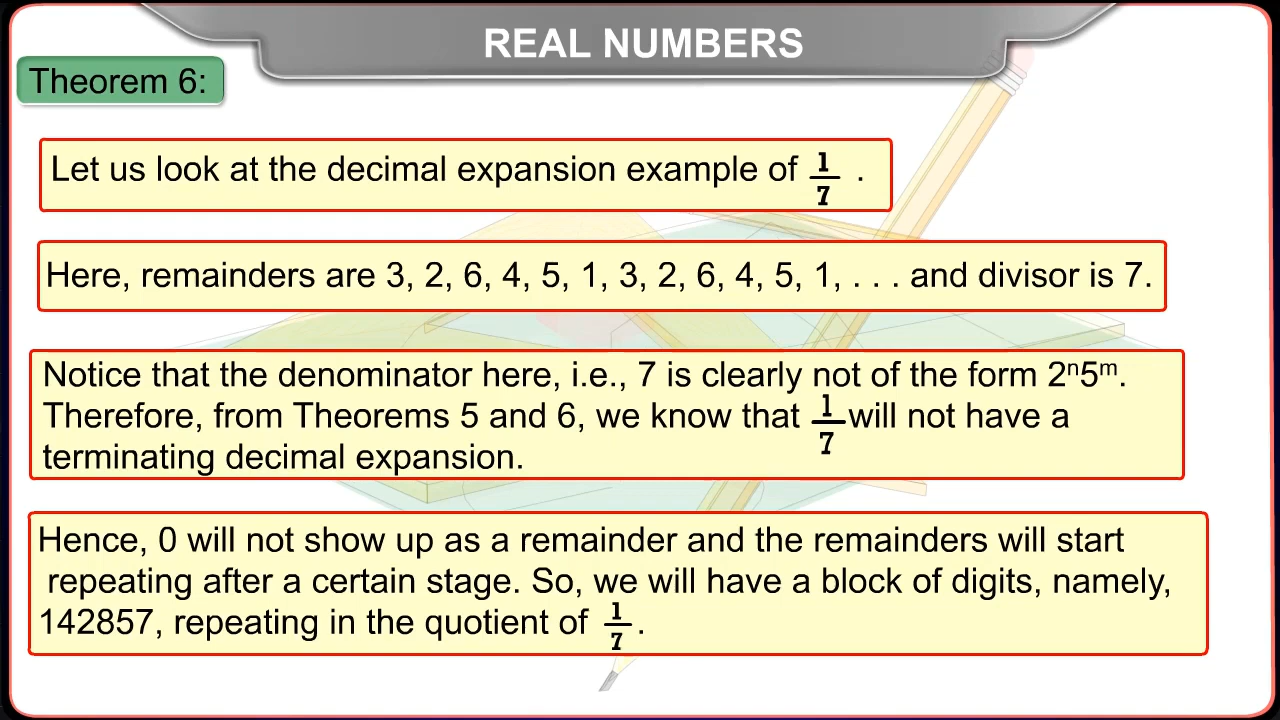 REAL NUMBERS
Theorem 6:
Let us look at the decimal expansion example of 1/7 .
Here, remainders are 3, 2, 6, 4, 5, 1, 3, 2, 6, 4, 5, 1, . . . and divisor is 7.
Notice that the denominator here, i.e., 7 is clearly not of the form 2ⁿ5ᵐ.
Therefore, from Theorems 5 and 6, we know that 1/7 will not have a
terminating decimal expansion.
Hence, 0 will not show up as a remainder and the remainders will start
repeating after a certain stage. So, we will have a block of digits, namely,
142857, repeating in the quotient of 1/7 .